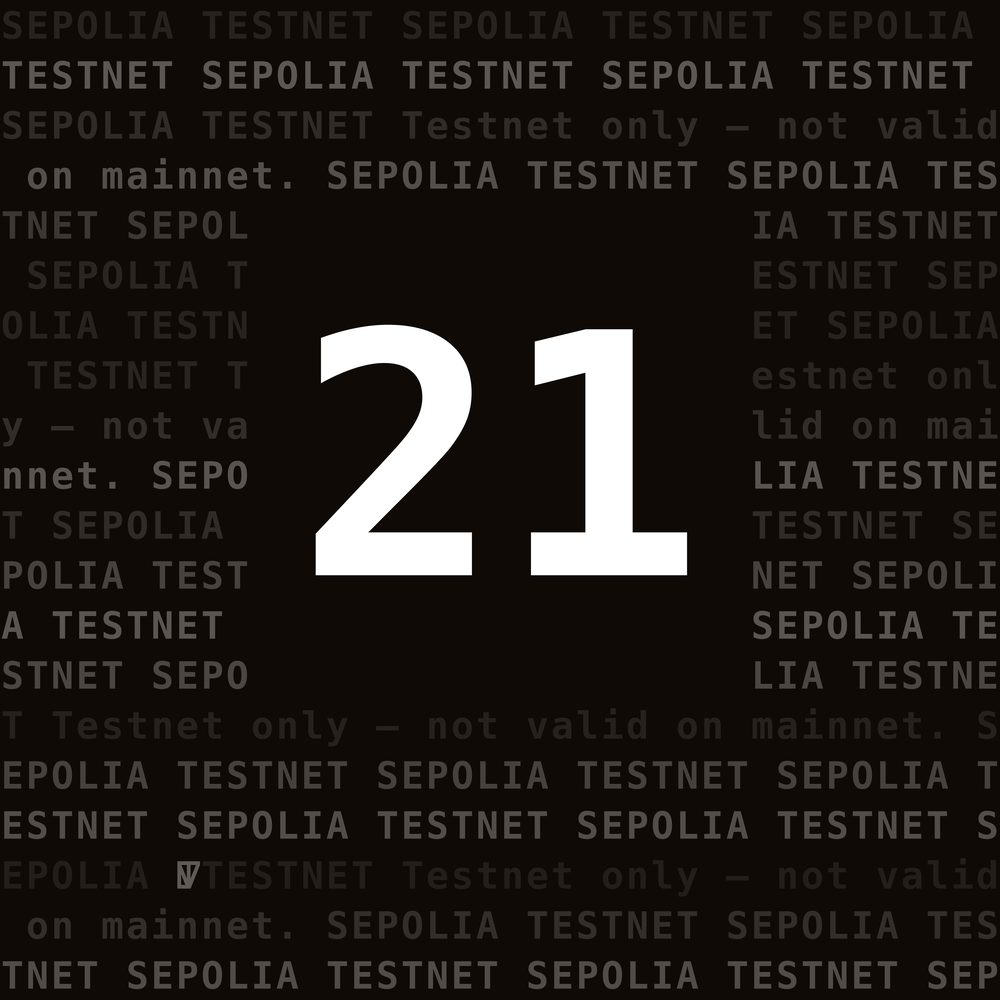 SEPOLIA TESTNET SEPOLIA TESTNET SEPOLIA
TESTNET SEPOLIA TESTNET SEPOLIA TESTNET
SEPOLIA TESTNET Testnet only — not valid
on mainnet. SEPOLIA TESTNET SEPOLIA TES
TNET SEPOL IA TESTNET
SEPOLIA T ESTNET SEP
OLIA TESTN ET SEPOLIA
TESTNET T estnet onl
y — not va lid on mai
nnet. SEPO LIA TESTNE
21
T SEPOLIA TESTNET SE
POLIA TEST NET SEPOLI
A TESTNET SEPOLIA TE
STNET SEPO LIA TESTNE
T Testnet only — not valid on mainnet. S
EPOLIA TESTNET SEPOLIA TESTNET SEPOLIA T
ESTNET SEPOLIA TESTNET SEPOLIA TESTNET S
EPOLIA TESTNET Testnet only — not valid
on mainnet. SEPOLIA TESTNET SEPOLIA TES
TNET SEPOLIA TESTNET SEPOLIA TESTNET SEP